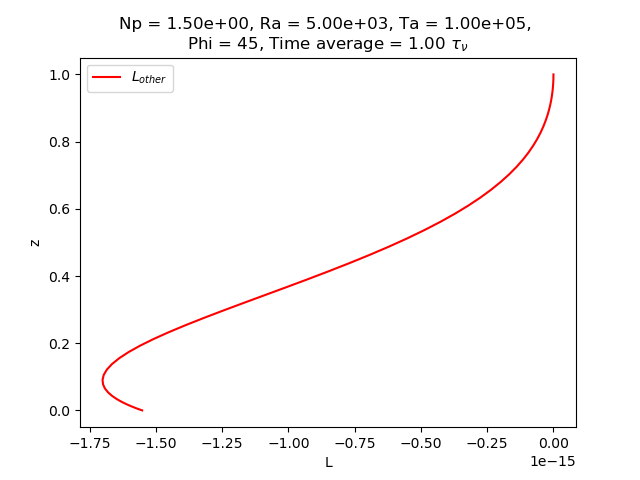 Np = 1.50e+00, Ra = 5.00e+03, Ta = 1.00e+05,
Phi = 45, Time average = 1.00 τν
L_other
1.0
0.8
0.6
0.4
0.2
0.0
z
−1.75 −1.50 −1.25 −1.00 −0.75 −0.50 −0.25 0.00
L
1e−15